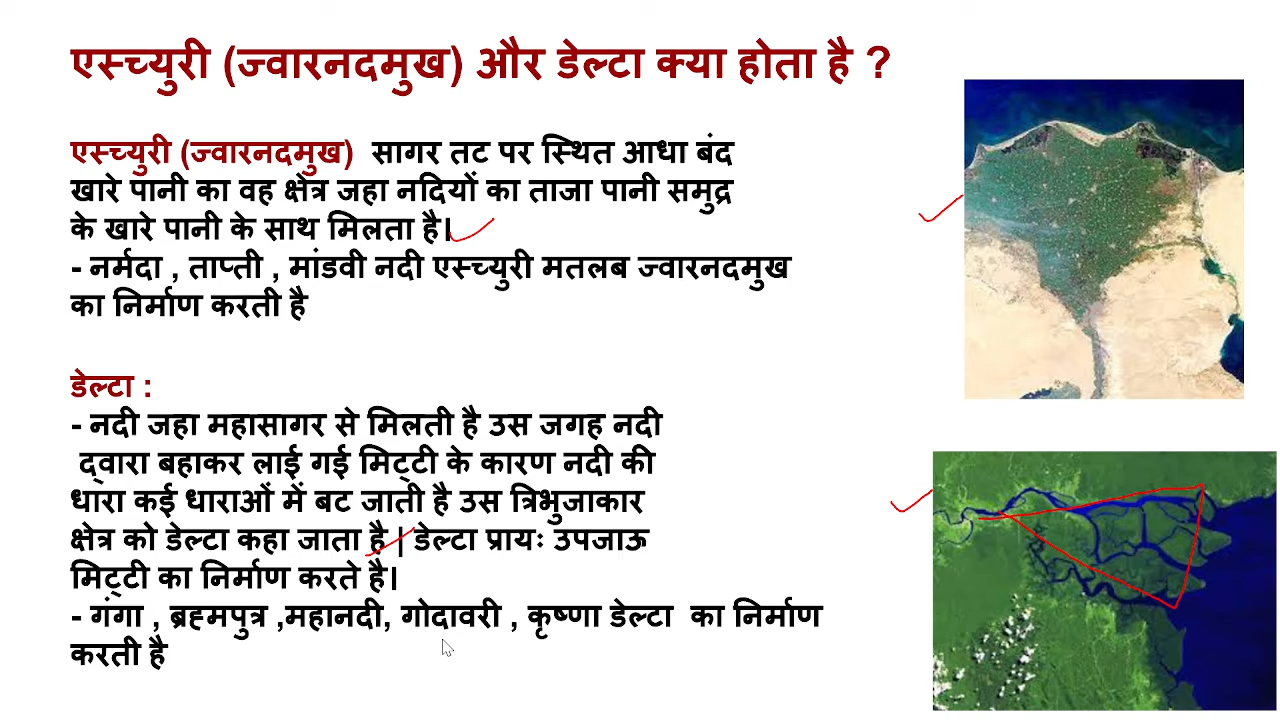 एस्च्युरी (ज्वारनदमुख) और डेल्टा क्या होता है ?
एस्च्युरी (ज्वारनदमुख) सागर तट पर स्थित आधा बंद
खारे पानी का वह क्षेत्र जहा नदियों का ताजा पानी समुद्र
के खारे पानी के साथ मिलता है।
- नर्मदा , ताप्ती , मांडवी नदी एस्च्युरी मतलब ज्वारनदमुख
का निर्माण करती है
डेल्टा :
- नदी जहा महासागर से मिलती है उस जगह नदी
द्वारा बहाकर लाई गई मिट्टी के कारण नदी की
धारा कई धाराओं में बट जाती है उस त्रिभुजाकार
क्षेत्र को डेल्टा कहा जाता है | डेल्टा प्रायः उपजाऊ
मिट्टी का निर्माण करते है।
- गंगा , ब्रह्मपुत्र ,महानदी, गोदावरी , कृष्णा डेल्टा का निर्माण
करती है